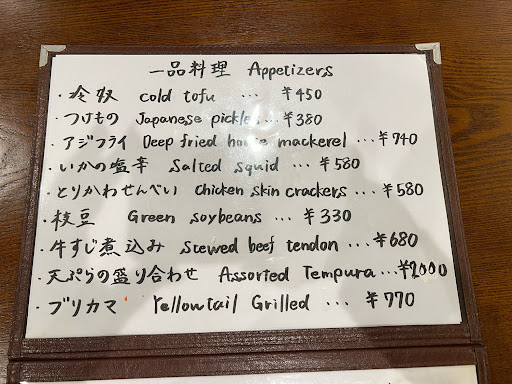 一品料理 Appetizers
・冷奴 cold tofu ... ¥450
・つけもの Japanese pickles...¥380
・アジフライ Deep fried horse mackerel ...¥740
・いかの塩辛 Salted squid ... ¥580
・とりかわせんべい Chicken skin crackers ...¥580
・枝豆 Green soybeans ... ¥330
・牛すじ煮込み Stewed beef tendon ...¥680
・天ぷらの盛り合わせ Assorted Tempura...¥2000
・ブリカマ Yellowtail Grilled ... ¥770